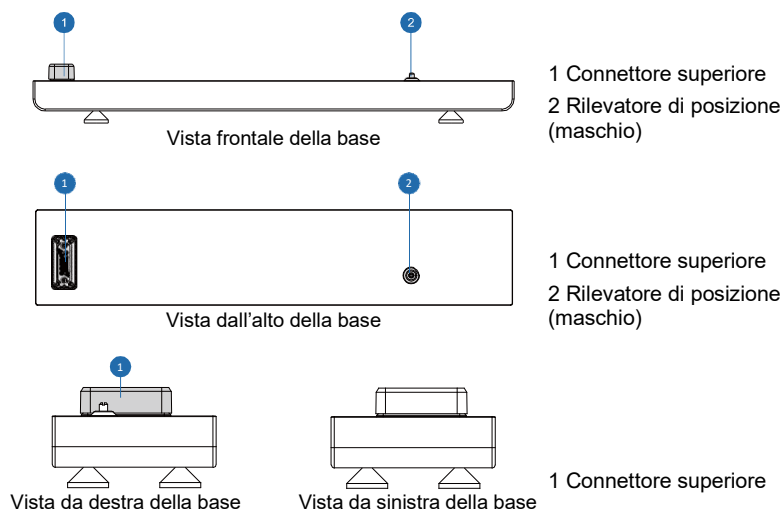 1
2
1 Connettore superiore
2 Rilevatore di posizione
(maschio)
Vista frontale della base
1
2
1 Connettore superiore
2 Rilevatore di posizione
(maschio)
Vista dall'alto della base
1
1 Connettore superiore
Vista da destra della base
Vista da sinistra della base